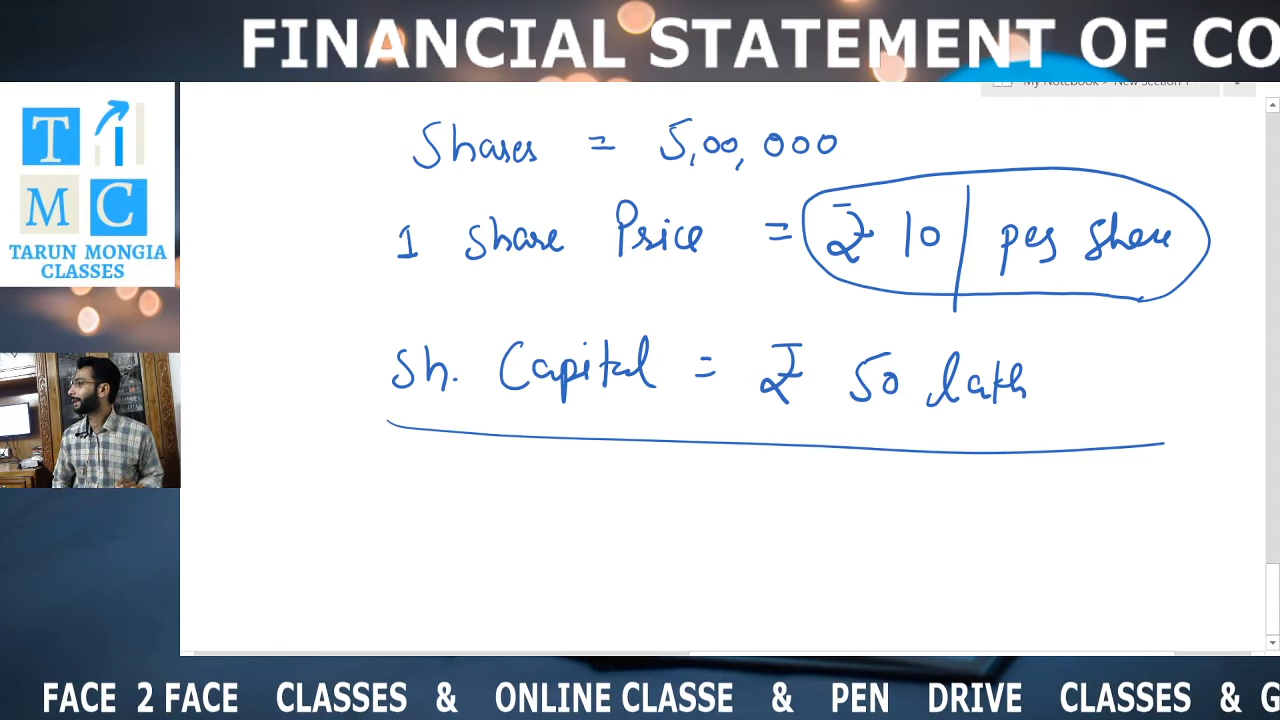 FINANCIAL STATEMENT OF CO
T
M C
TARUN MONGIA
CLASSES
Shares = 5,00,000
1 share Price = ₹ 10 | per share
Sh. Capital = ₹ 50 lakh
FACE 2 FACE CLASSES & ONLINE CLASSE & PEN DRIVE CLASSES & G